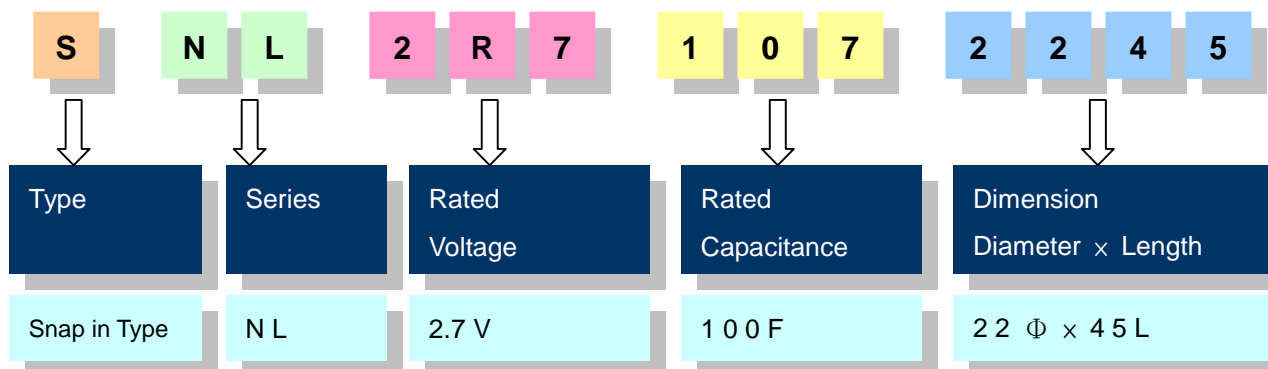 S N L 2 R 7 1 0 7 2 2 4 5
Type Series Rated Voltage Rated Capacitance Dimension Diameter × Length
Snap in Type N L 2.7 V 1 0 0 F 2 2 Φ × 4 5 L